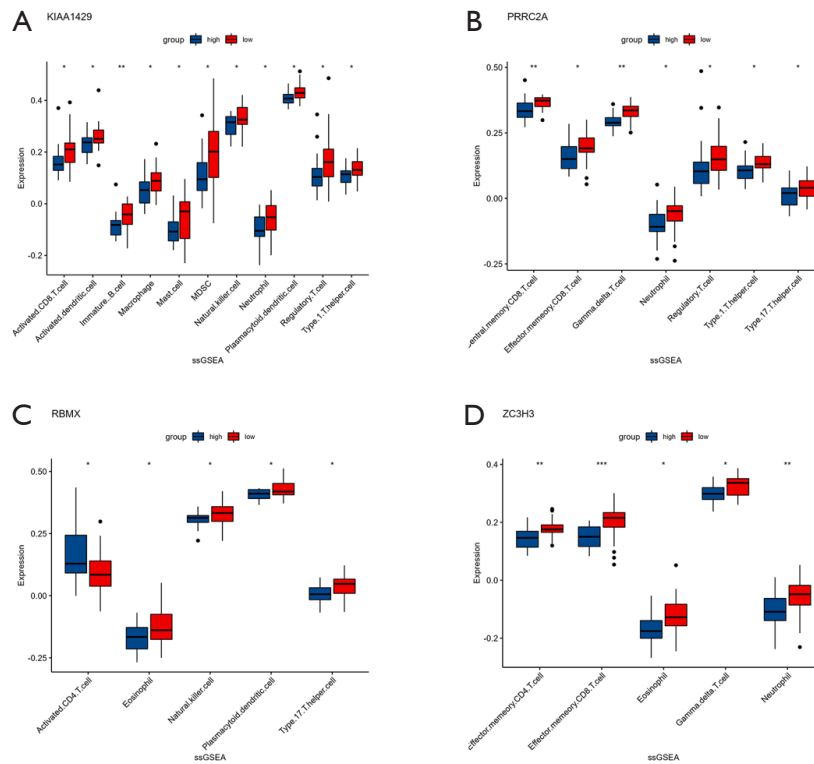 A KIAA1429
group high low
* * ** * * * * * * * *
Expression
0.4
0.2
0.0
-0.2
Activated.CD8.T.cell
Activated.dendritic.cell
Immature..B.cell
Macrophage
Mast.cell
MDSC
Natural.killer.cell
Neutrophil
Plasmacytoid.dendritic.cell
Regulatory.T.cell
Type.1.T.helper.cell
ssGSEA
B PRRC2A
group high low
** * ** * * * *
Expression
0.50
0.25
0.00
-0.25
Central.memory.CD8.T.cell
Effector.memeory.CD8.T.cell
Gamma.delta.T.cell
Neutrophil
Regulatory.T.cell
Type.1.T.helper.cell
Type.17.T.helper.cell
ssGSEA
C RBMX
group high low
* * * * *
Expression
0.50
0.25
0.00
-0.25
Activated.CD4.T.cell
Eosinophil
Natural.killer.cell
Plasmacytoid.dendritic.cell
Type.17.T.helper.cell
ssGSEA
D ZC3H3
group high low
** *** * * **
Expression
0.4
0.2
0.0
-0.2
Effector.memeory.CD4.T.cell
Effector.memeory.CD8.T.cell
Eosinophil
Gamma.delta.T.cell
Neutrophil
ssGSEA